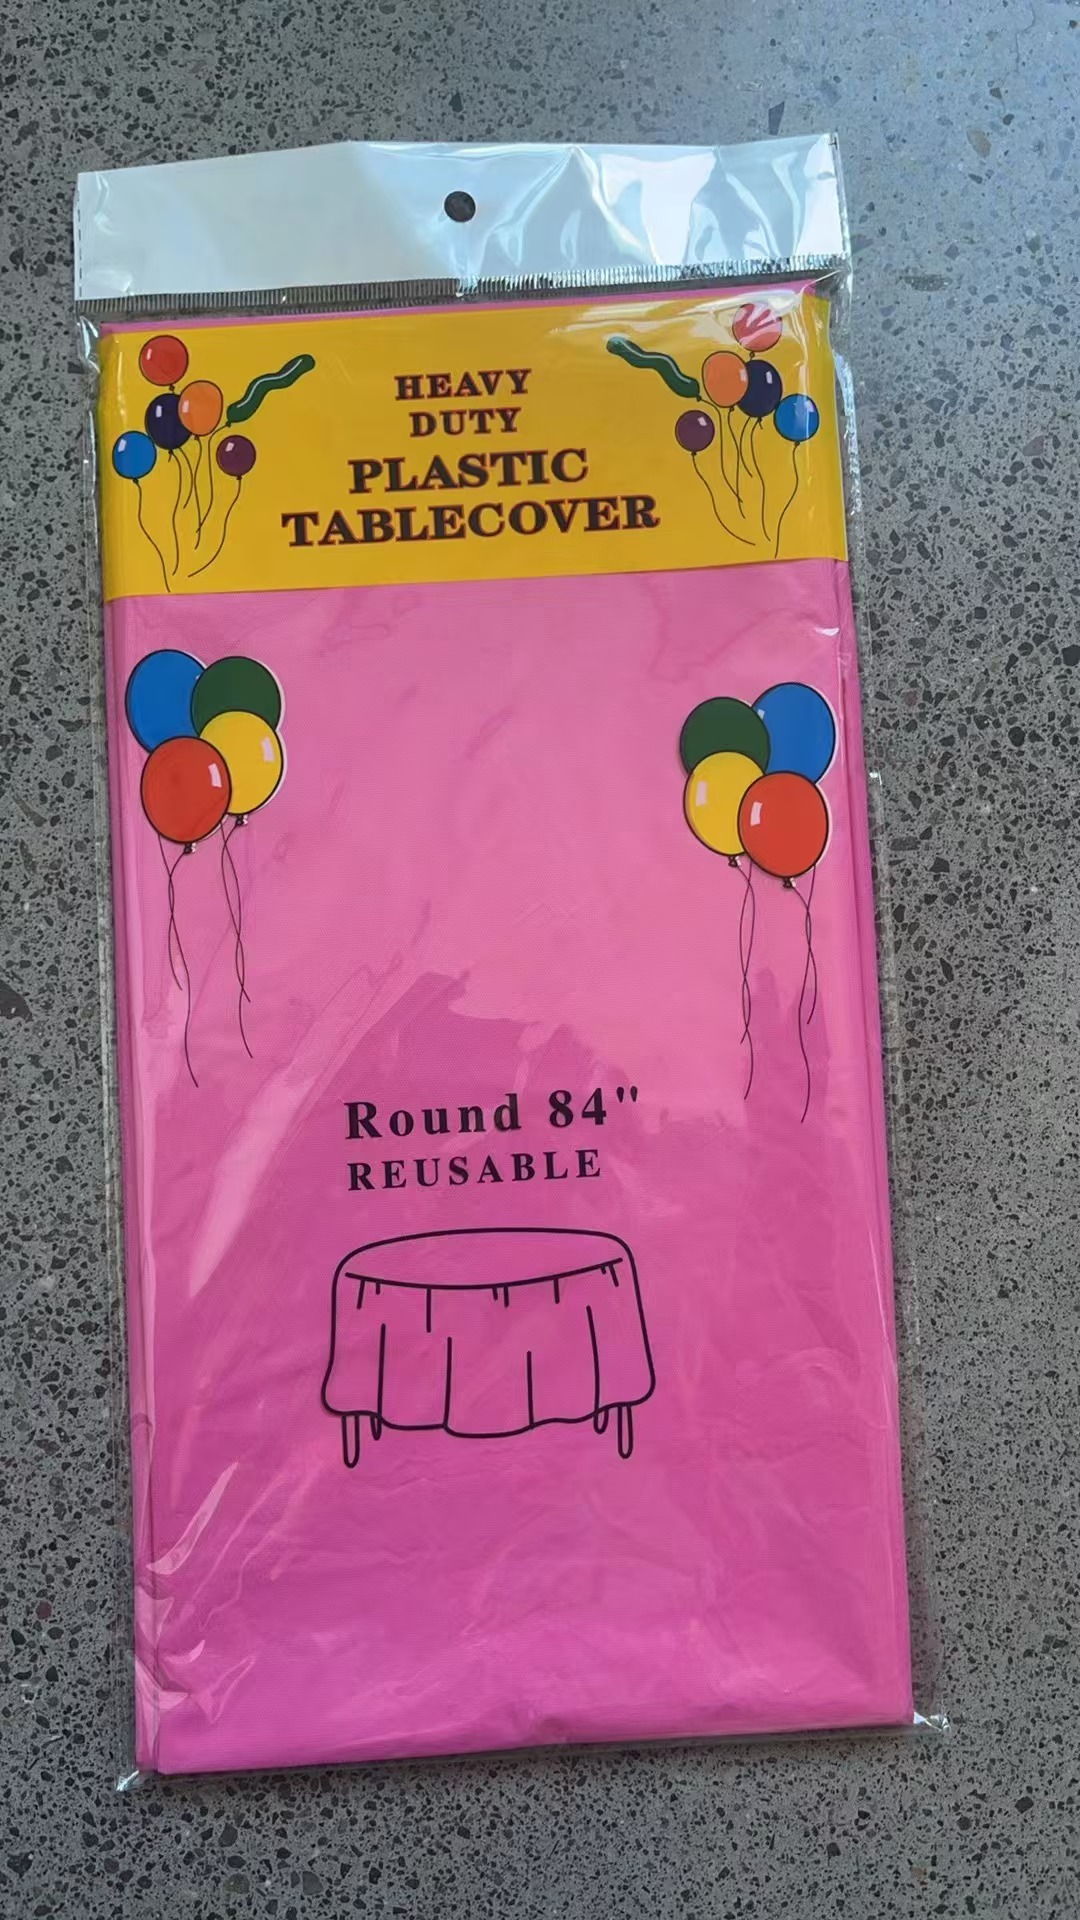 HEAVY
DUTY
PLASTIC
TABLECOVER
Round 84"
REUSABLE